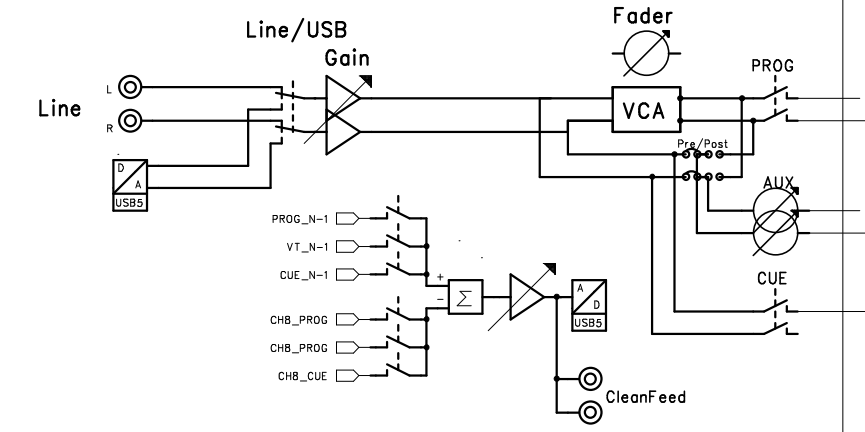 Fader
Line/USB
Gain
PROG
L
Line
VCA
R
Pre/Post
D
A
USB5
AUX
PROG_N-1
VT_N-1
CUE_N-1
+
Σ
−
A
D
USB5
CUE
CH8_PROG
CH8_PROG
CH8_CUE
CleanFeed